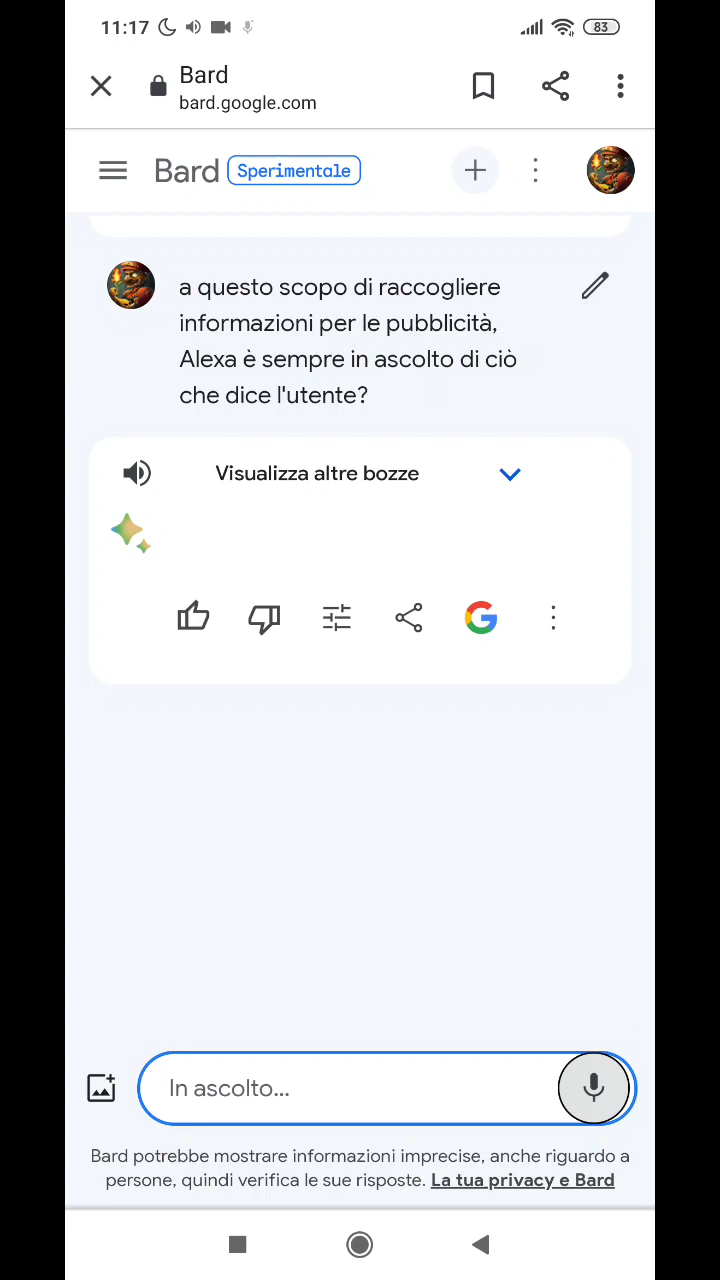 11:17
83
Bard
bard.google.com
Bard Sperimentale
a questo scopo di raccogliere
informazioni per le pubblicità,
Alexa è sempre in ascolto di ciò
che dice l'utente?
Visualizza altre bozze
In ascolto...
Bard potrebbe mostrare informazioni imprecise, anche riguardo a
persone, quindi verifica le sue risposte. La tua privacy e Bard